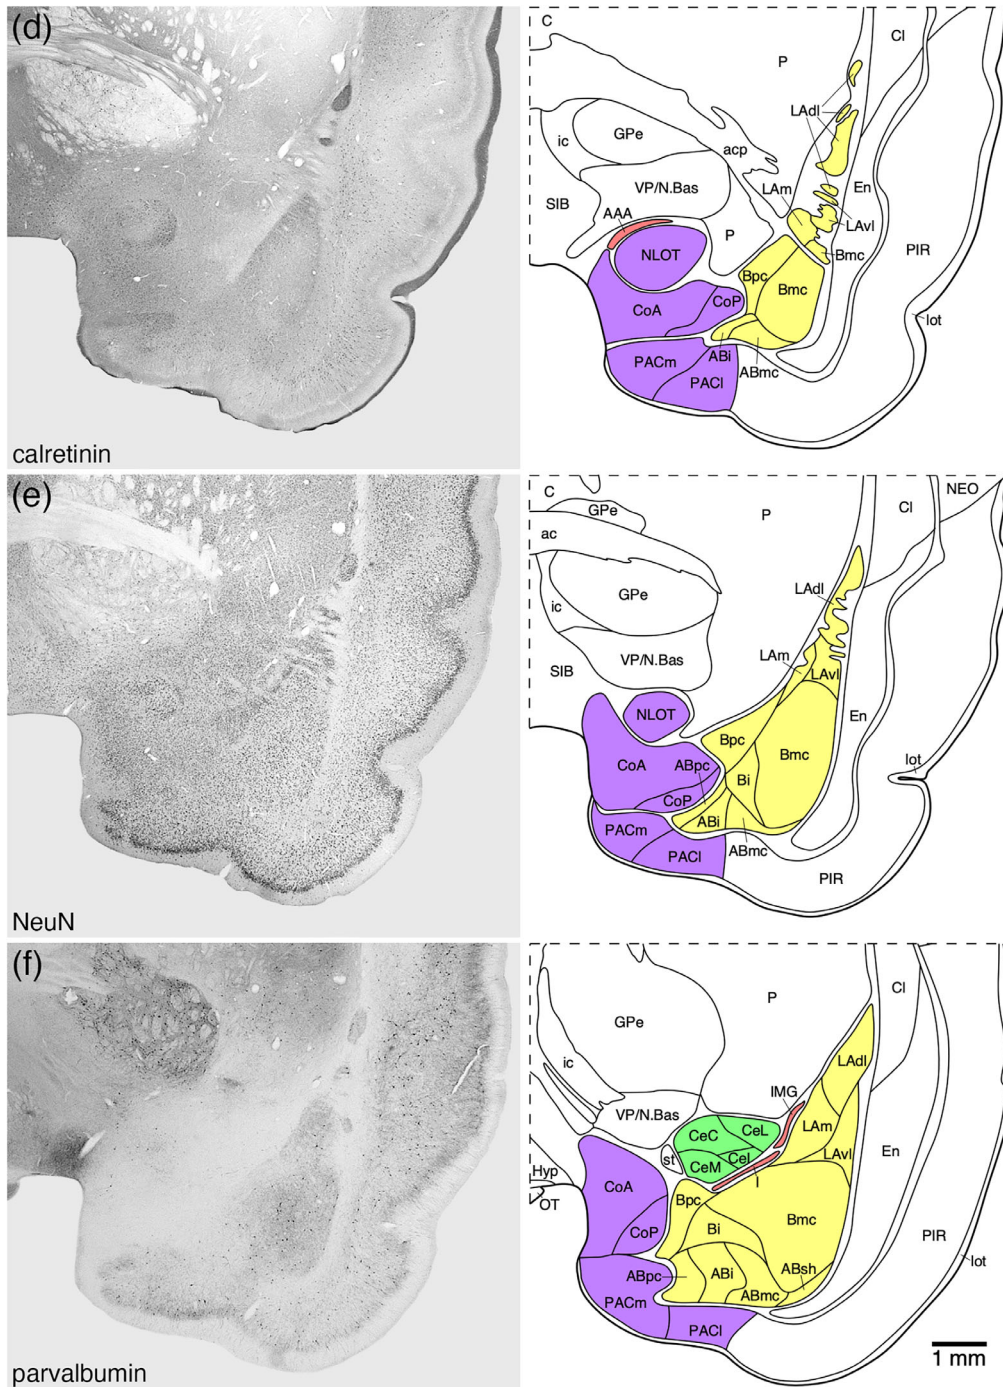 (d)
calretinin
C
P
Cl
LAdl
ic
GPe
acp
LAm
En
VP/N.Bas
SIB
AAA
LAvl
P
Bmc
PIR
NLOT
Bpc
Bmc
CoA
CoP
lot
PACm
ABi
ABmc
PACl
(e)
NeuN
C
GPe
P
Cl
NEO
ac
GPe
LAdl
ic
VP/N.Bas
LAm
SIB
LAvl
En
NLOT
Bpc
Bmc
CoA
ABpc
Bi
lot
CoP
ABi
PACm
PACl
ABmc
PIR
(f)
parvalbumin
P
Cl
GPe
ic
LAdl
IMG
VP/N.Bas
CeC
CeL
LAm
st
CeI
LAvl
CeM
En
Hyp
I
OT
CoA
Bpc
Bi
Bmc
CoP
PIR
ABpc
ABi
ABsh
lot
PACm
ABmc
PACl
1 mm